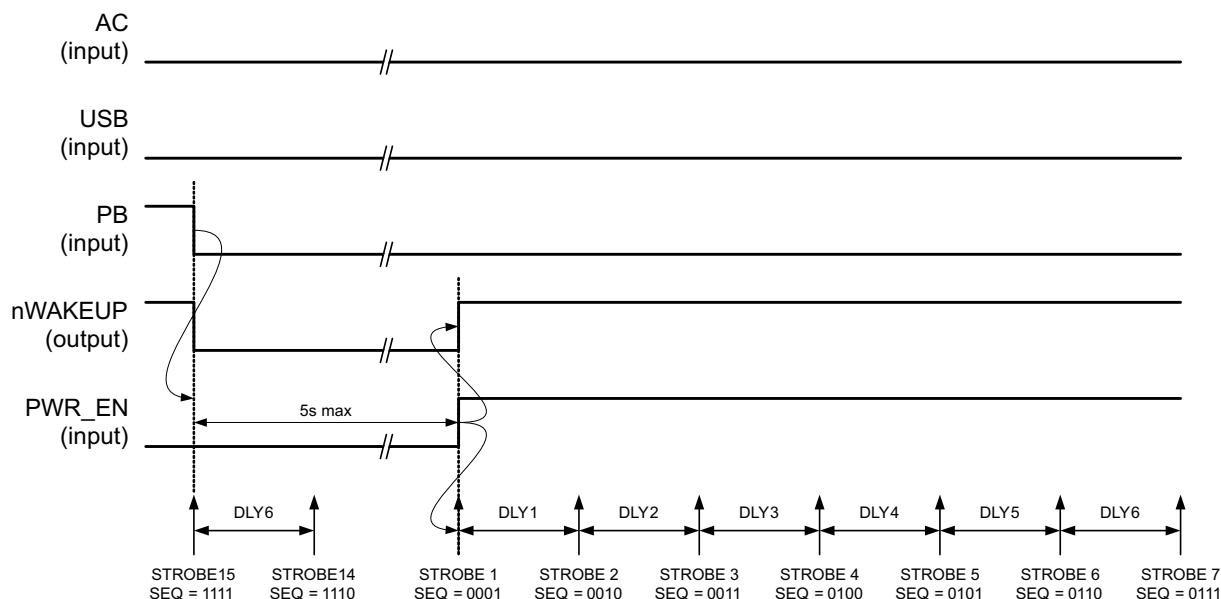 AC
(input)
USB
(input)
PB
(input)
nWAKEUP
(output)
PWR_EN
(input)
5s max
DLY6
DLY1
DLY2
DLY3
DLY4
DLY5
DLY6
STROBE15
SEQ = 1111
STROBE14
SEQ = 1110
STROBE 1
SEQ = 0001
STROBE 2
SEQ = 0010
STROBE 3
SEQ = 0011
STROBE 4
SEQ = 0100
STROBE 5
SEQ = 0101
STROBE 6
SEQ = 0110
STROBE 7
SEQ = 0111